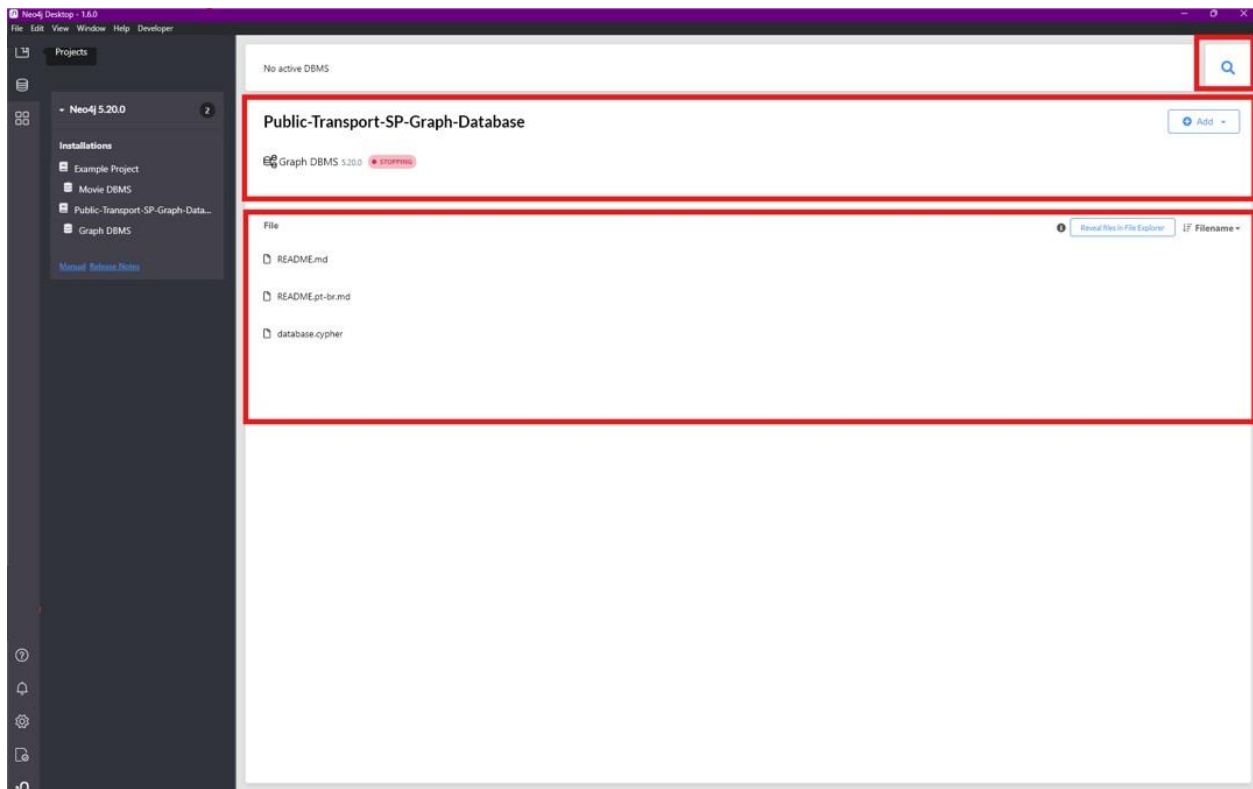 Neo4j Desktop - 1.6.0
File Edit View Window Help Developer
Projects
Neo4j 5.20.0 2
Installations
Example Project
Movie DBMS
Public-Transport-SP-Graph-Data...
Graph DBMS
Manual Release Notes
No active DBMS
Public-Transport-SP-Graph-Database
Add
Graph DBMS 5.20.0 STOPPING
File Reveal files in File Explorer Filename
README.md
README.pt-br.md
database.cypher